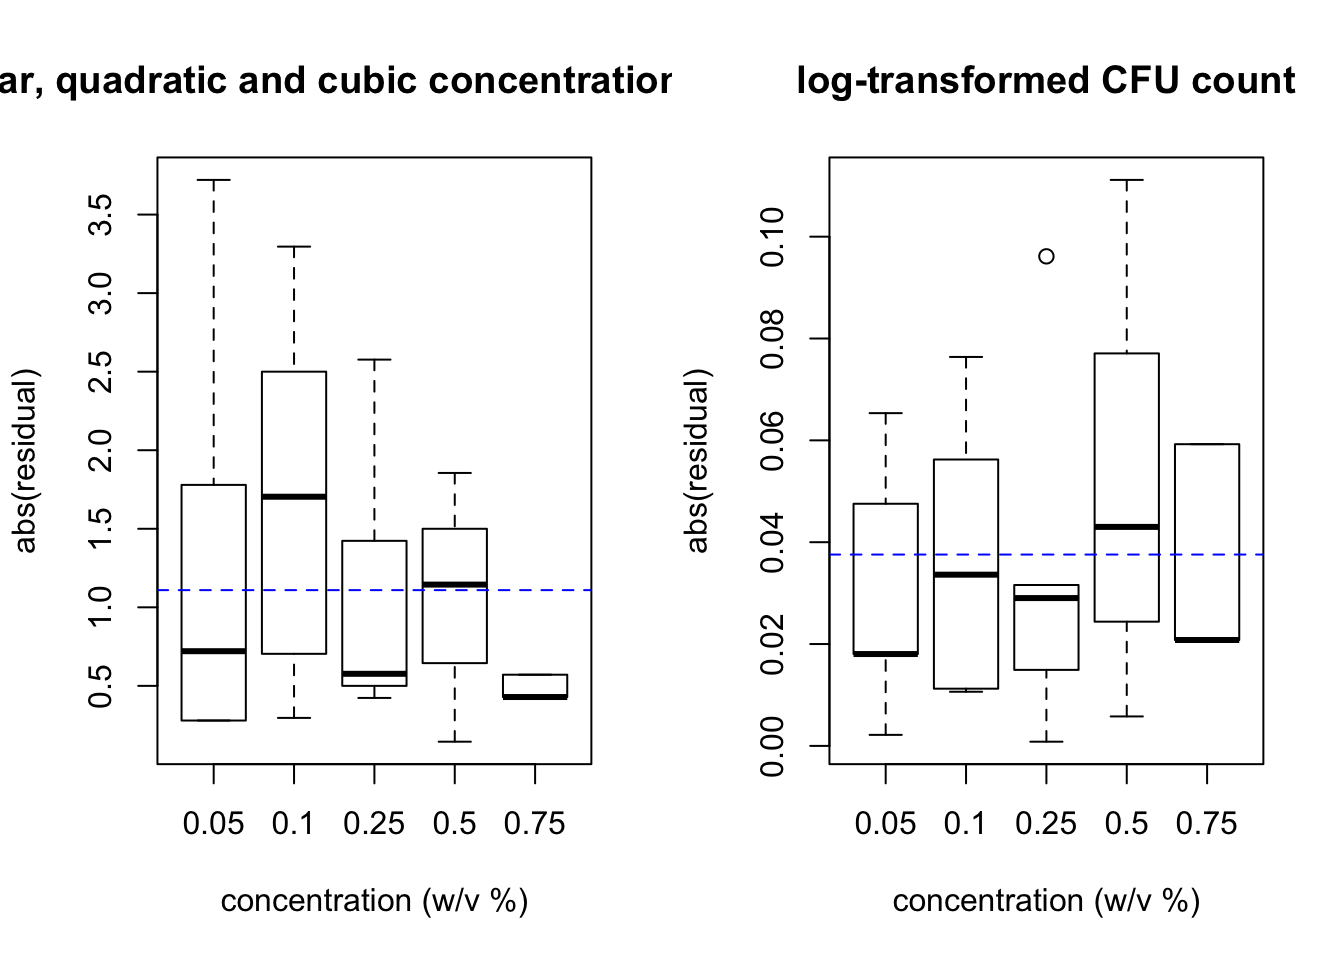 ar, quadratic and cubic concentration
abs(residual)
3.5
3.0
2.5
2.0
1.5
1.0
0.5
0.05 0.1 0.25 0.5 0.75
concentration (w/v %)
log-transformed CFU count
abs(residual)
0.10
0.08
0.06
0.04
0.02
0.00
0.05 0.1 0.25 0.5 0.75
concentration (w/v %)